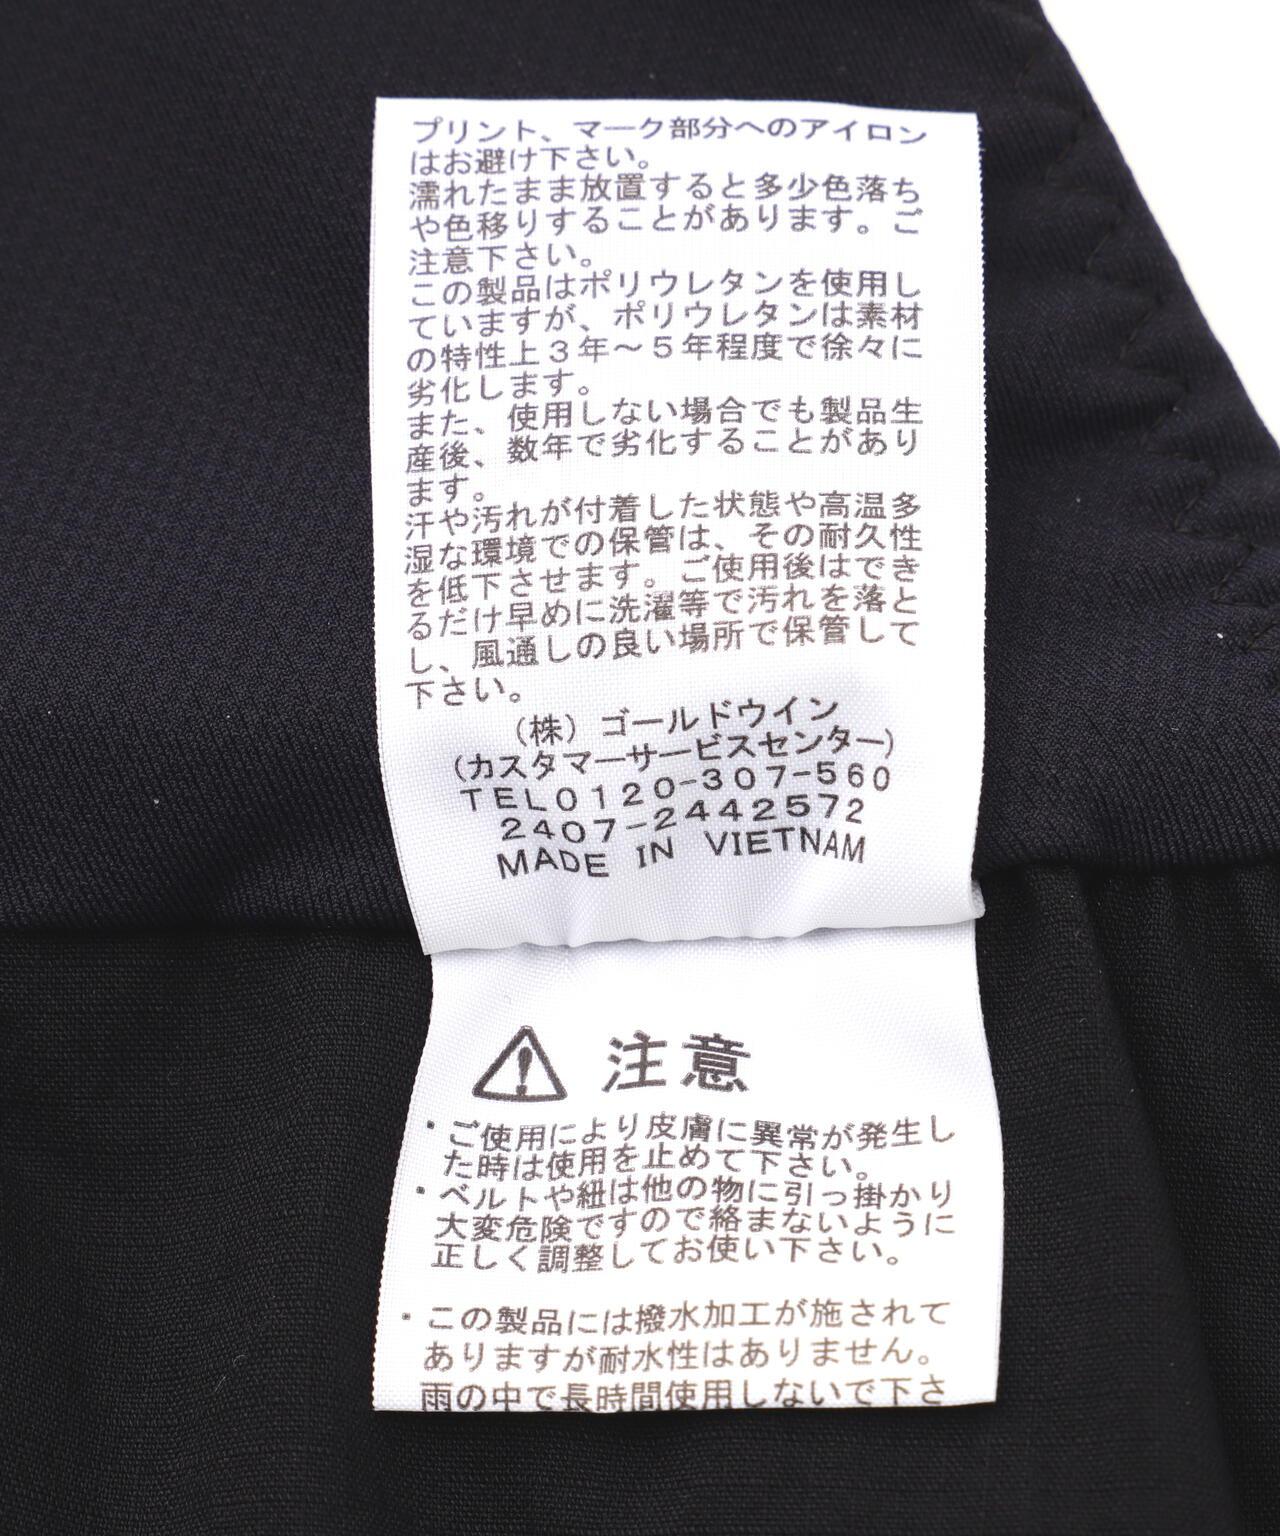 プリント、マーク部分へのアイロン
はお避け下さい。
濡れたまま放置すると多少色落ち
や色移りすることがあります。ご
注意下さい。
この製品はポリウレタンを使用し
ていますが、ポリウレタンは素材
の特性上３年〜５年程度で徐々に
劣化します。
また、使用しない場合でも製品生
産後、数年で劣化することがあり
ます。
汗や汚れが付着した状態や高温多
湿な環境での保管は、その耐久性
を低下させます。ご使用後はでき
るだけ早めに洗濯等で汚れを落と
し、風通しの良い場所で保管して
下さい。
（株）ゴールドウイン
(カスタマーサービスセンター)
ＴＥＬ０１２０−３０７−５６０
２４０７−２４４２５７２
MADE IN VIETNAM
注意
・ご使用により皮膚に異常が発生し
た時は使用を止めて下さい。
・ベルトや紐は他の物に引っ掛かり
大変危険ですので絡まないように
正しく調整してお使い下さい。
・この製品には撥水加工が施されて
ありますが耐水性はありません。
雨の中で長時間使用しないで下さ